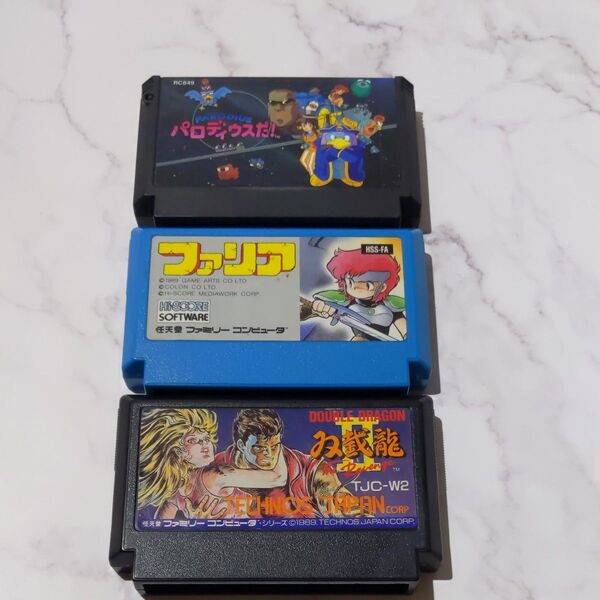 RC849
PARODIUS
パロディウスだ!
ファリア
HSS-FA
©1989 GAME-ARTS CO LTD
©COLON CO LTD
©Hi-SCORE MEDIAWORK CORP.
Hi-SCORE
SOFTWARE
任天堂 ファミリー コンピュータ
DOUBLE DRAGON
双截龍
II
The Revenge
TM
TJC-W2
TECHNOS JAPAN CORP
任天堂 ファミリー コンピュータ・シリーズ ©1989, TECHNOS JAPAN CORP.